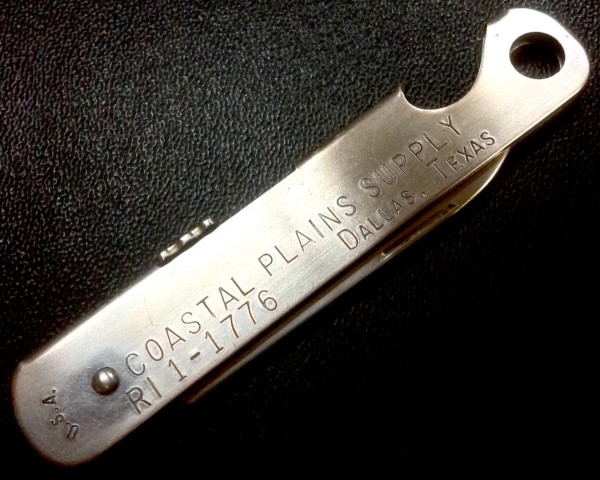 COASTAL PLAINS SUPPLY
RI 1-1776 DALLAS, TEXAS
U.S.A.